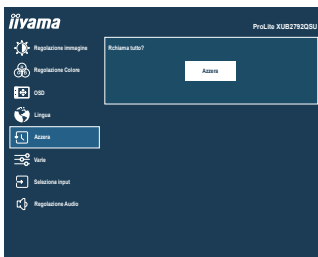 iiyama
ProLite XUB2792QSU
Regolazione immagine
Rchiama tutto?
Regolazione Colore
Azzera
OSD
Lingua
Azzera
Varie
Seleziona input
Regolazione Audio